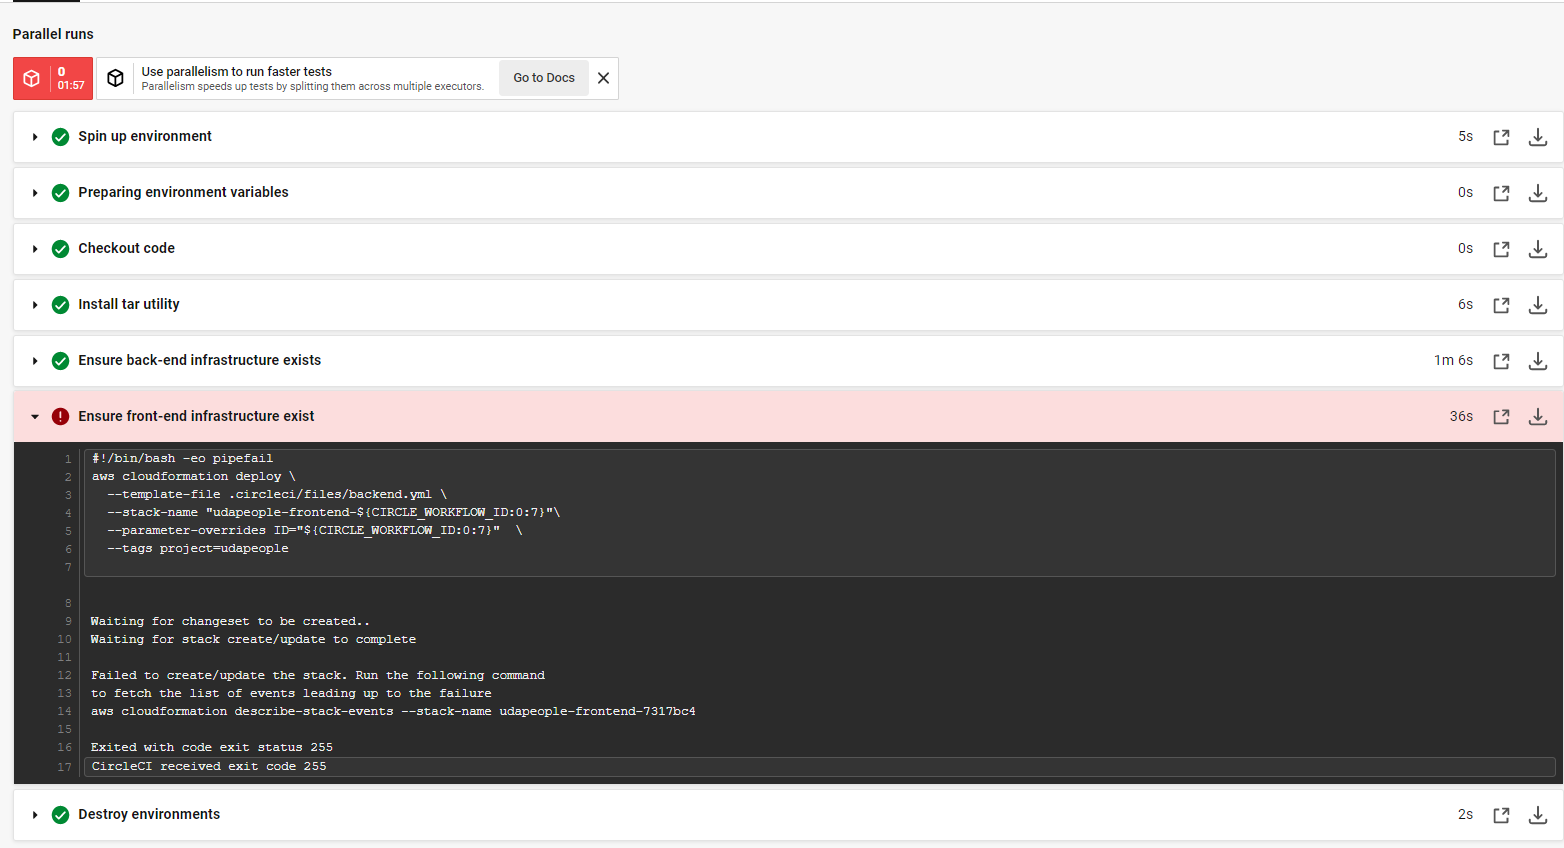 Parallel runs
0
01:57
Use parallelism to run faster tests
Parallelism speeds up tests by splitting them across multiple executors.
Go to Docs
Spin up environment
5s
Preparing environment variables
0s
Checkout code
0s
Install tar utility
6s
Ensure back-end infrastructure exists
1m 6s
Ensure front-end infrastructure exist
36s
1 #!/bin/bash -eo pipefail
2 aws cloudformation deploy \
3   --template-file .circleci/files/backend.yml \
4   --stack-name "udapeople-frontend-${CIRCLE_WORKFLOW_ID:0:7}"\
5   --parameter-overrides ID="${CIRCLE_WORKFLOW_ID:0:7}"  \
6   --tags project=udapeople
7
8
9 Waiting for changeset to be created..
10 Waiting for stack create/update to complete
11
12 Failed to create/update the stack. Run the following command
13 to fetch the list of events leading up to the failure
14 aws cloudformation describe-stack-events --stack-name udapeople-frontend-7317bc4
15
16 Exited with code exit status 255
17 CircleCI received exit code 255
Destroy environments
2s